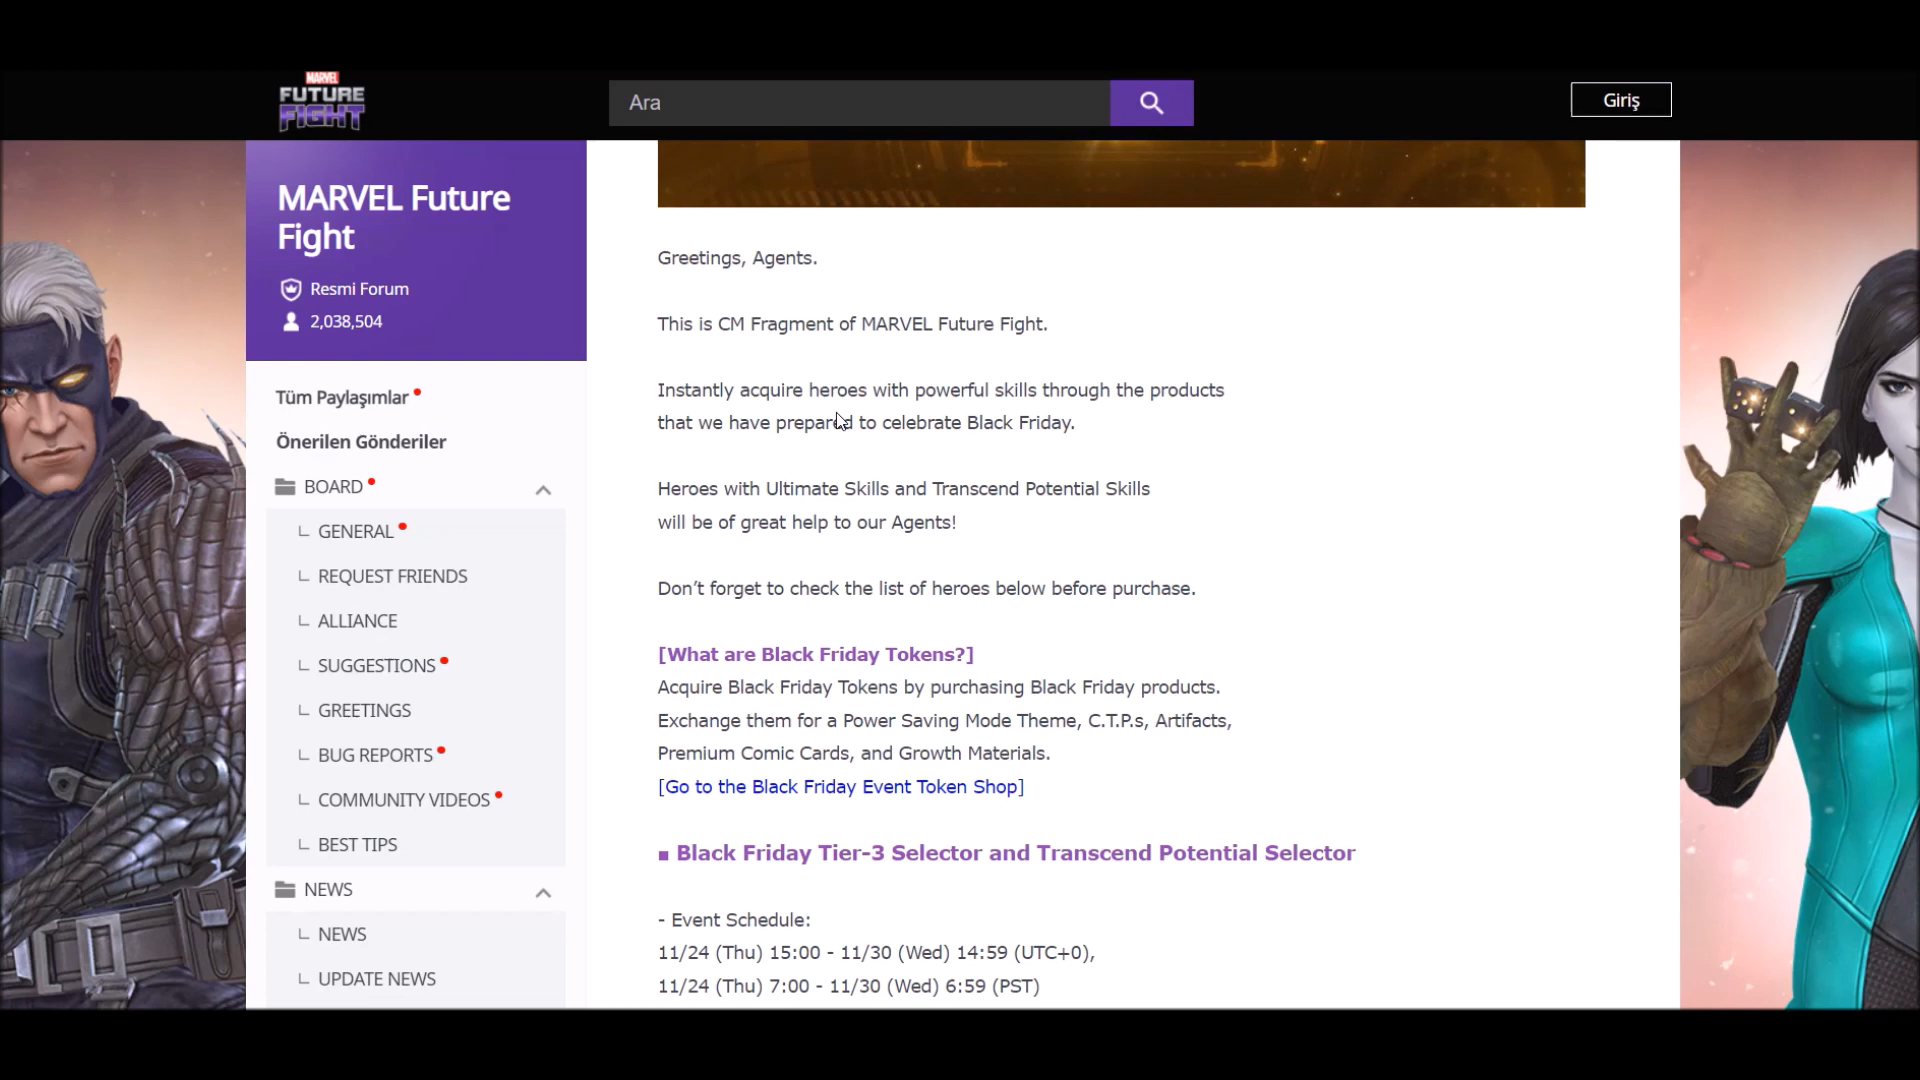 MARVEL
FUTURE
FIGHT
Ara
Giriş
MARVEL Future
Fight
Resmi Forum
2,038,504
Tüm Paylaşımlar
Önerilen Gönderiler
BOARD
GENERAL
REQUEST FRIENDS
ALLIANCE
SUGGESTIONS
GREETINGS
BUG REPORTS
COMMUNITY VIDEOS
BEST TIPS
NEWS
NEWS
UPDATE NEWS
Greetings, Agents.
This is CM Fragment of MARVEL Future Fight.
Instantly acquire heroes with powerful skills through the products
that we have prepared to celebrate Black Friday.
Heroes with Ultimate Skills and Transcend Potential Skills
will be of great help to our Agents!
Don’t forget to check the list of heroes below before purchase.
[What are Black Friday Tokens?]
Acquire Black Friday Tokens by purchasing Black Friday products.
Exchange them for a Power Saving Mode Theme, C.T.P.s, Artifacts,
Premium Comic Cards, and Growth Materials.
[Go to the Black Friday Event Token Shop]
■ Black Friday Tier-3 Selector and Transcend Potential Selector
- Event Schedule:
11/24 (Thu) 15:00 - 11/30 (Wed) 14:59 (UTC+0),
11/24 (Thu) 7:00 - 11/30 (Wed) 6:59 (PST)